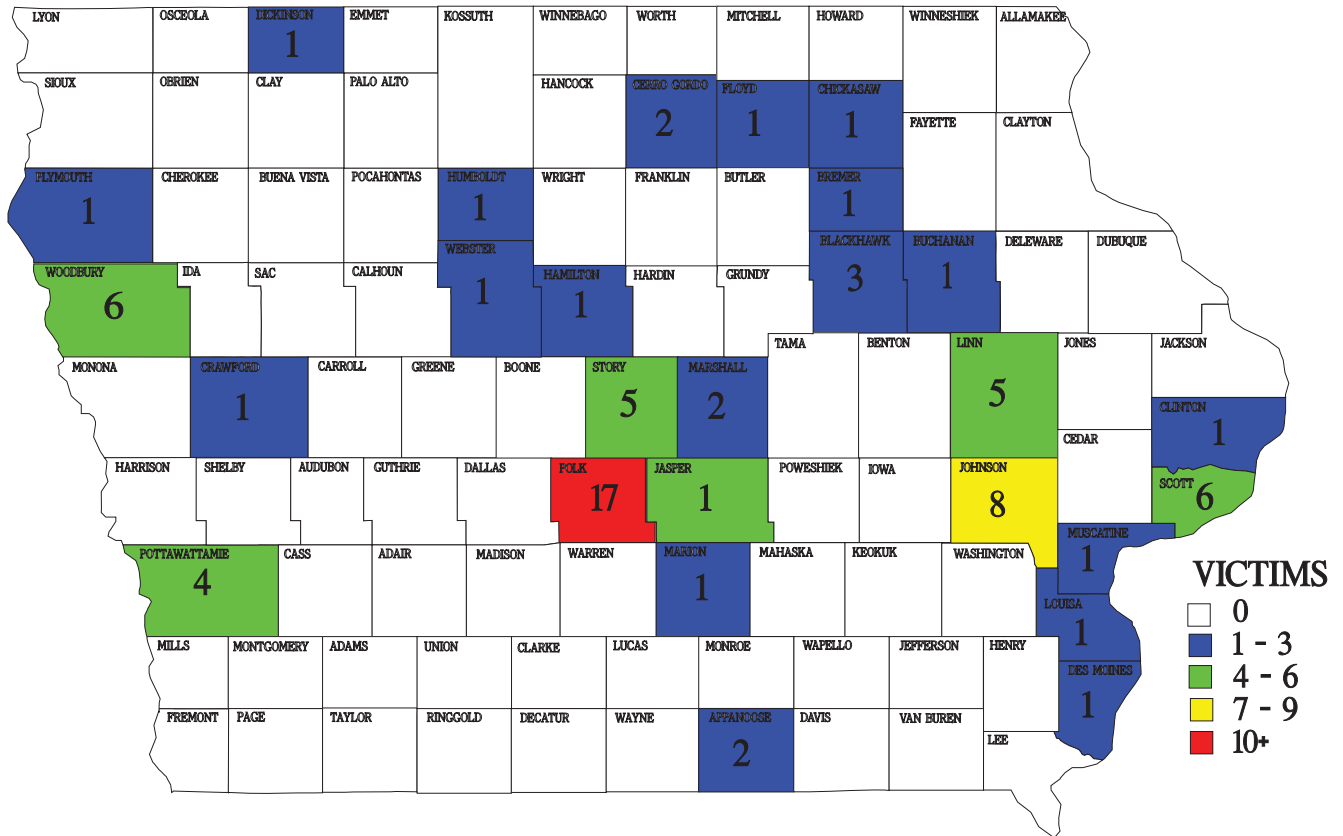 LYON
OSCEOLA
DICKINSON
1
EMMET
KOSSUTH
WINNEBAGO
WORTH
MITCHELL
HOWARD
WINNESHIEK
ALLAMAKEE
SIOUX
OBRIEN
CLAY
PALO ALTO
HANCOCK
CERRO GORDO
2
FLOYD
1
CHICKASAW
1
FAYETTE
CLAYTON
PLYMOUTH
1
CHEROKEE
BUENA VISTA
POCAHONTAS
HUMBOLDT
1
WRIGHT
FRANKLIN
BUTLER
BREMER
1
WOODBURY
6
IDA
SAC
CALHOUN
WEBSTER
1
HAMILTON
1
HARDIN
GRUNDY
BLACKHAWK
3
BUCHANAN
1
DELEWARE
DUBUQUE
MONONA
CRAWFORD
1
CARROLL
GREENE
BOONE
STORY
5
MARSHALL
2
TAMA
BENTON
LINN
5
JONES
JACKSON
CLINTON
1
HARRISON
SHELBY
AUDUBON
GUTHRIE
DALLAS
POLK
17
JASPER
1
POWESHIEK
IOWA
JOHNSON
8
CEDAR
SCOTT
6
MUSCATINE
1
POTTAWATTAMIE
4
CASS
ADAIR
MADISON
WARREN
MARION
1
MAHASKA
KEOKUK
WASHINGTON
LOUISA
1
MILLS
MONTGOMERY
ADAMS
UNION
CLARKE
LUCAS
MONROE
WAPELLO
JEFFERSON
HENRY
DES MOINES
1
FREMONT
PAGE
TAYLOR
RINGGOLD
DECATUR
WAYNE
APPANOOSE
2
DAVIS
VAN BUREN
LEE
VICTIMS
0
1 - 3
4 - 6
7 - 9
10+